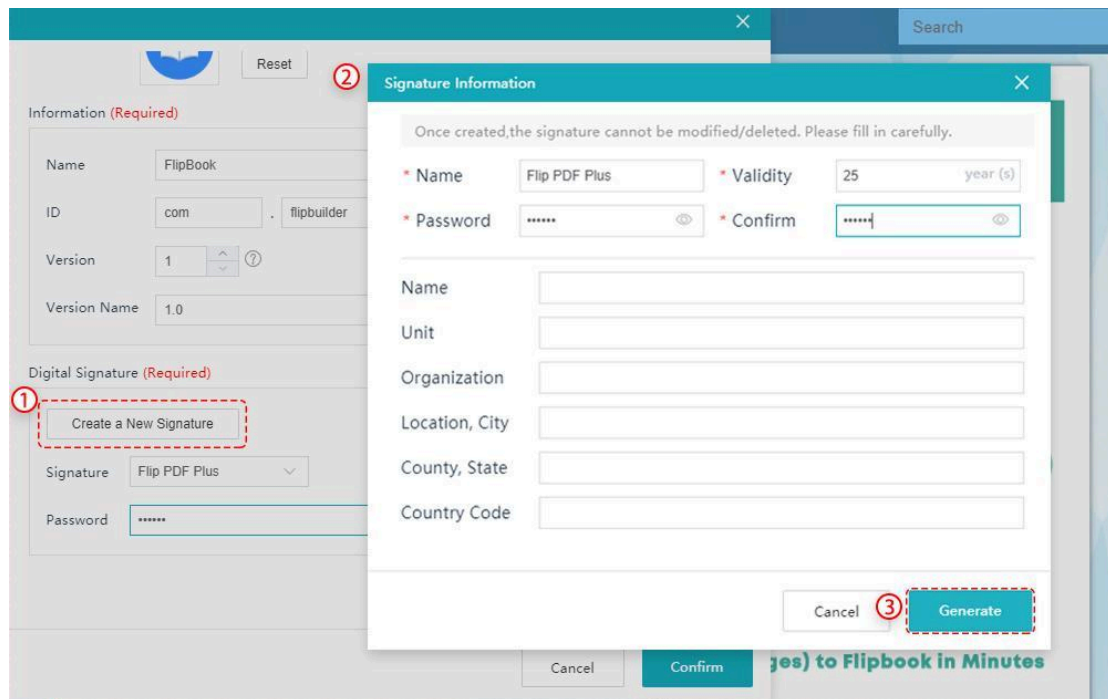 Search
Reset
Information (Required)
Name FlipBook
ID com . flipbuilder
Version 1
Version Name 1.0
Digital Signature (Required)
①
Create a New Signature
Signature Flip PDF Plus
Password ••••••
Cancel Confirm
②
Signature Information
Once created,the signature cannot be modified/deleted. Please fill in carefully.
* Name Flip PDF Plus * Validity 25 year (s)
* Password •••••• * Confirm ••••••
Name
Unit
Organization
Location, City
County, State
Country Code
Cancel ③ Generate
to Flipbook in Minutes